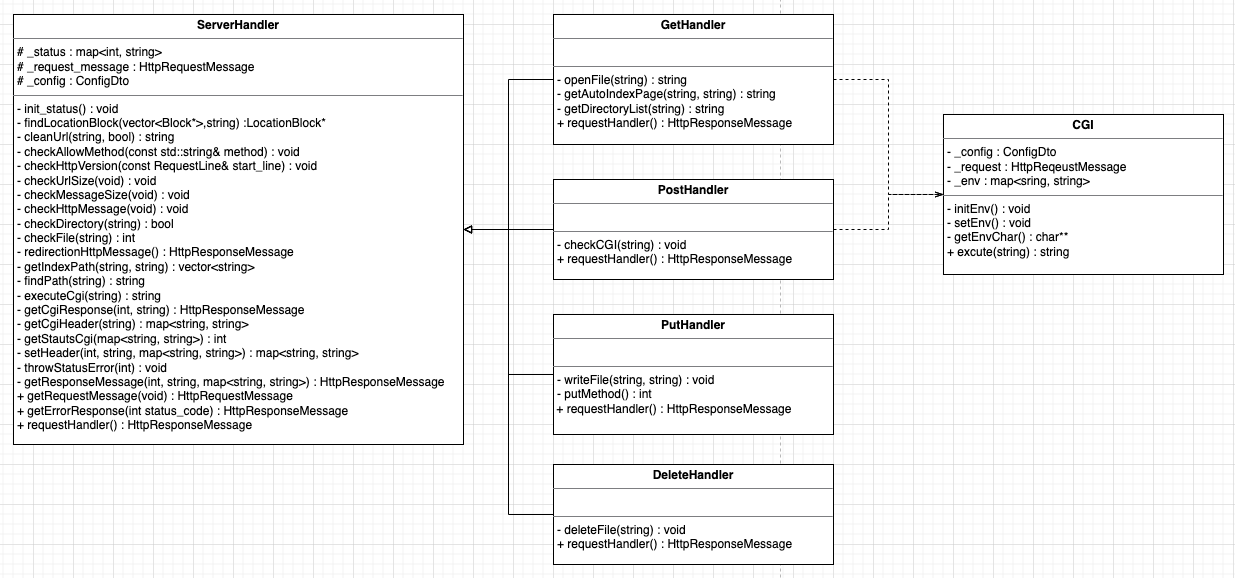 ServerHandler
# _status : map<int, string>
# _request_message : HttpRequestMessage
# _config : ConfigDto
- init_status() : void
- findLocationBlock(vector<Block*>,string) :LocationBlock*
- cleanUrl(string, bool) : string
- checkAllowMethod(const std::string& method) : void
- checkHttpVersion(const RequestLine& start_line) : void
- checkUrlSize(void) : void
- checkMessageSize(void) : void
- checkHttpMessage(void) : void
- checkDirectory(string) : bool
- checkFile(string) : int
- redirectionHttpMessage() : HttpResponseMessage
- getIndexPath(string, string) : vector<string>
- findPath(string) : string
- executeCgi(string) : string
- getCgiResponse(int, string) : HttpResponseMessage
- getCgiHeader(string) : map<string, string>
- getStautsCgi(map<string, string>) : int
- setHeader(int, string, map<string, string>) : map<string, string>
- throwStatusError(int) : void
- getResponseMessage(int, string, map<string, string>) : HttpResponseMessage
+ getRequestMessage(void) : HttpRequestMessage
+ getErrorResponse(int status_code) : HttpResponseMessage
+ requestHandler() : HttpResponseMessage
GetHandler
- openFile(string) : string
- getAutoIndexPage(string, string) : string
- getDirectoryList(string) : string
+ requestHandler() : HttpResponseMessage
PostHandler
- checkCGI(string) : void
+ requestHandler() : HttpResponseMessage
PutHandler
- writeFile(string, string) : void
- putMethod() : int
+ requestHandler() : HttpResponseMessage
DeleteHandler
- deleteFile(string) : void
+ requestHandler() : HttpResponseMessage
CGI
- _config : ConfigDto
- _request : HttpReqeustMessage
- _env : map<sring, string>
- initEnv() : void
- setEnv() : void
- getEnvChar() : char**
+ excute(string) : string